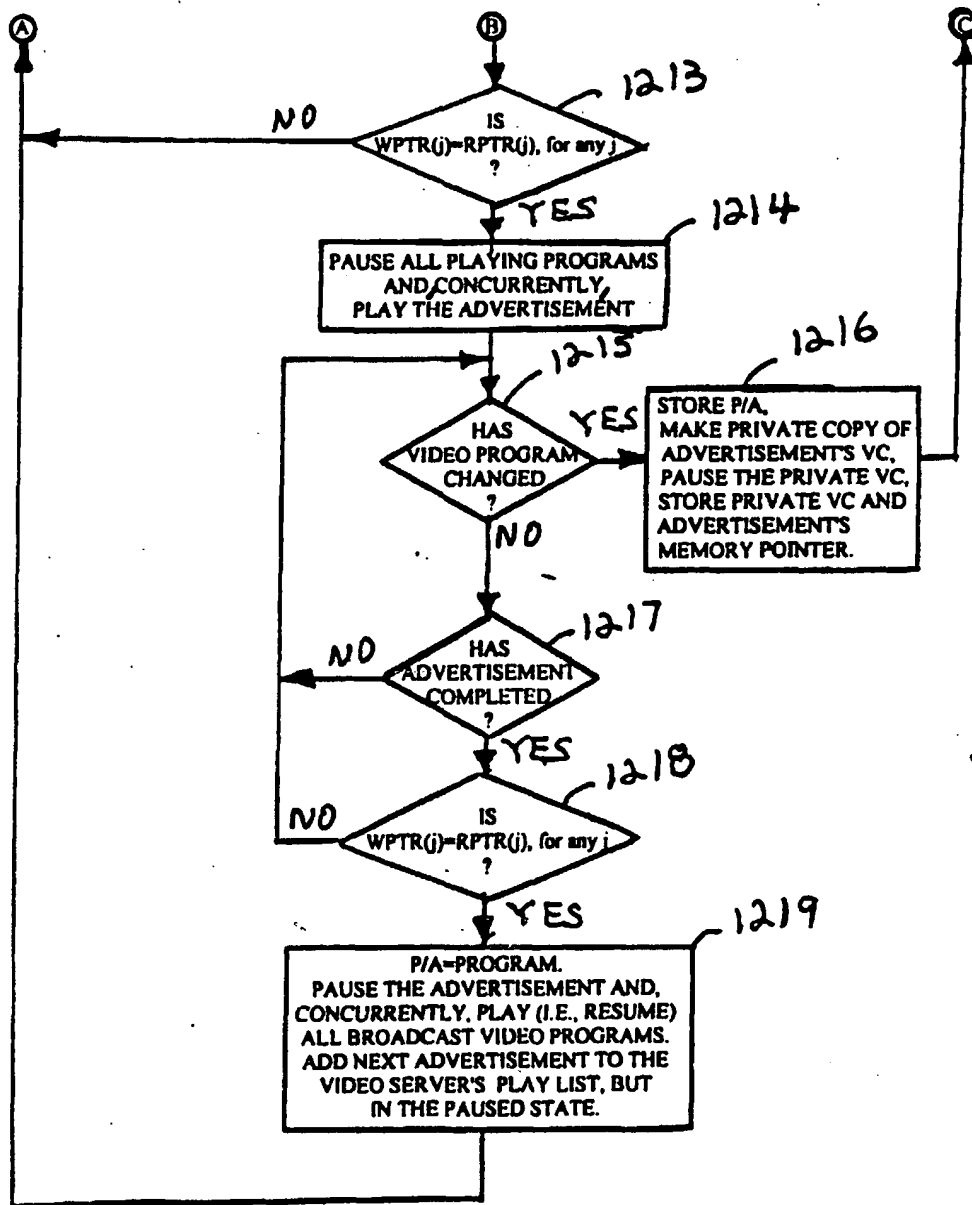 A
B
C
1213
NO
IS
WPTR(j)=RPTR(j), for any j
?
YES
1214
PAUSE ALL PLAYING PROGRAMS
AND, CONCURRENTLY,
PLAY THE ADVERTISEMENT
1215
HAS
VIDEO PROGRAM
CHANGED
?
YES
1216
STORE P/A,
MAKE PRIVATE COPY OF
ADVERTISEMENT'S VC,
PAUSE THE PRIVATE VC,
STORE PRIVATE VC AND
ADVERTISEMENT'S
MEMORY POINTER.
NO
1217
HAS
ADVERTISEMENT
COMPLETED
?
NO
YES
1218
IS
WPTR(j)=RPTR(j), for any j
?
NO
YES
1219
P/A=PROGRAM.
PAUSE THE ADVERTISEMENT AND,
CONCURRENTLY, PLAY (I.E., RESUME)
ALL BROADCAST VIDEO PROGRAMS.
ADD NEXT ADVERTISEMENT TO THE
VIDEO SERVER'S PLAY LIST, BUT
IN THE PAUSED STATE.